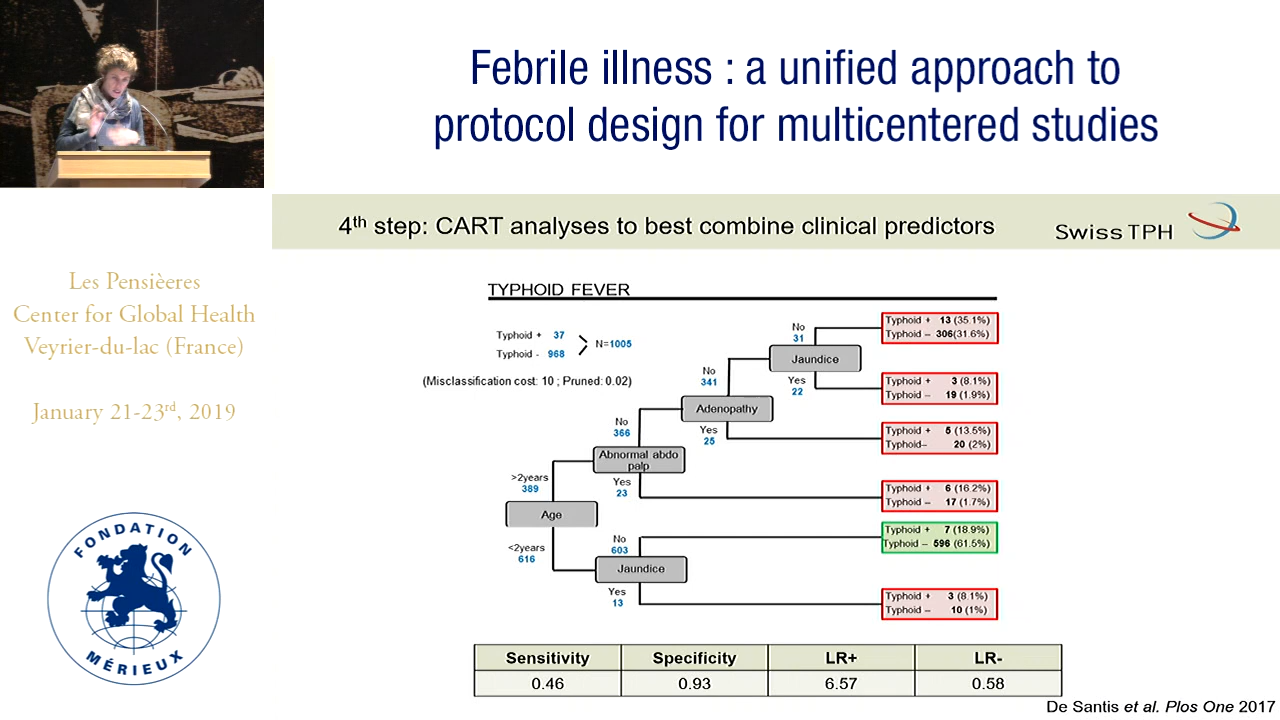 Febrile illness : a unified approach to
protocol design for multicentered studies
4th step: CART analyses to best combine clinical predictors
Swiss TPH
Les Pensièeres
Center for Global Health
Veyrier-du-lac (France)
January 21-23rd, 2019
FONDATION
MÉRIEUX
TYPHOID FEVER
Typhoid + 37
Typhoid - 968
N=1005
(Misclassification cost: 10 ; Pruned: 0.02)
No
31
Jaundice
Yes
22
Typhoid + 13 (35.1%)
Typhoid – 306(31.6%)
Typhoid + 3 (8.1%)
Typhoid – 19 (1.9%)
No
341
Adenopathy
Yes
25
Typhoid + 5 (13.5%)
Typhoid– 20 (2%)
No
366
Abnormal abdo
palp
Yes
23
Typhoid + 6 (16.2%)
Typhoid – 17 (1.7%)
>2years
389
Age
<2years
616
No
603
Jaundice
Yes
13
Typhoid + 7 (18.9%)
Typhoid – 596 (61.5%)
Typhoid + 3 (8.1%)
Typhoid – 10 (1%)
Sensitivity Specificity LR+ LR-
0.46 0.93 6.57 0.58
De Santis et al. Plos One 2017